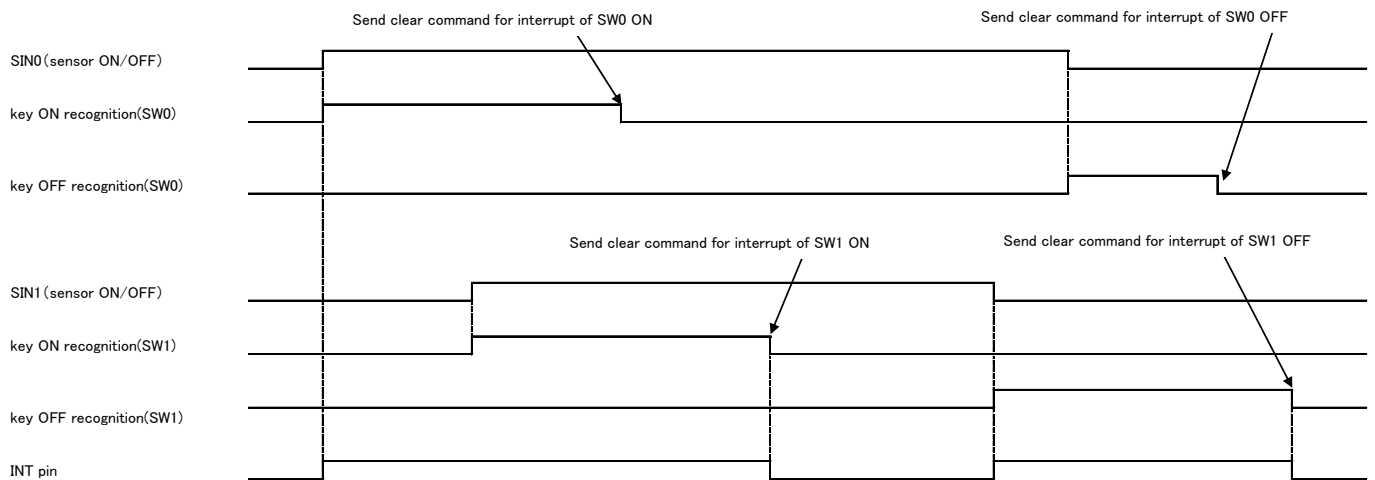 Send clear command for interrupt of SW0 ON
Send clear command for interrupt of SW0 OFF
SIN0(sensor ON/OFF)
key ON recognition(SW0)
key OFF recognition(SW0)
Send clear command for interrupt of SW1 ON
Send clear command for interrupt of SW1 OFF
SIN1(sensor ON/OFF)
key ON recognition(SW1)
key OFF recognition(SW1)
INT pin